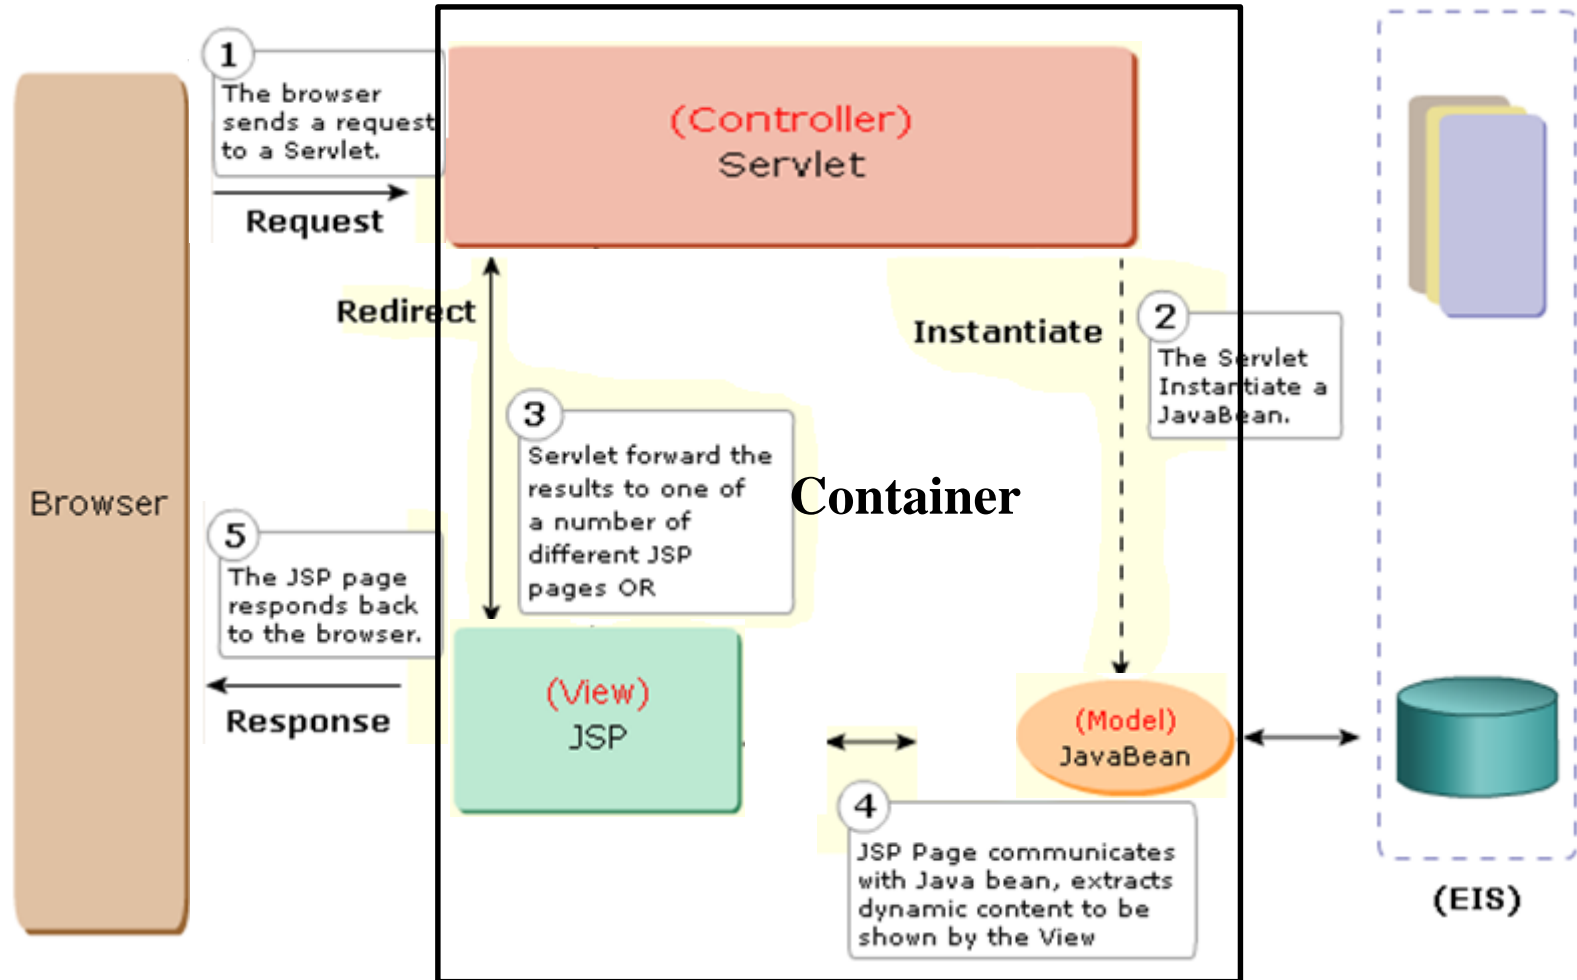 1
The browser
sends a request
to a Servlet.
Request
(Controller)
Servlet
Redirect
Instantiate
2
The Servlet
Instantiate a
JavaBean.
3
Servlet forward the
results to one of
a number of
different JSP
pages OR
Container
Browser
5
The JSP page
responds back
to the browser.
Response
(View)
JSP
(Model)
JavaBean
4
JSP Page communicates
with Java bean, extracts
dynamic content to be
shown by the View
(EIS)